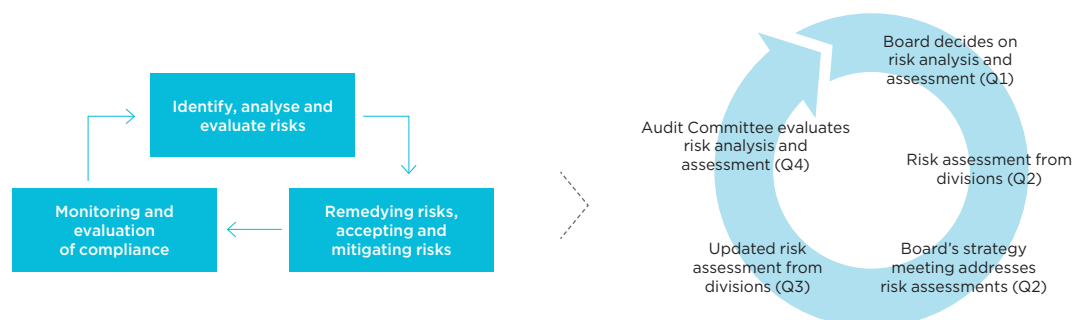 Identify, analyse and
evaluate risks
Monitoring and
evaluation
of compliance
Remedying risks,
accepting and
mitigating risks
Board decides on
risk analysis and
assessment (Q1)
Risk assessment from
divisions (Q2)
Board’s strategy
meeting addresses
risk assessments (Q2)
Updated risk
assessment from
divisions (Q3)
Audit Committee evaluates
risk analysis and
assessment (Q4)